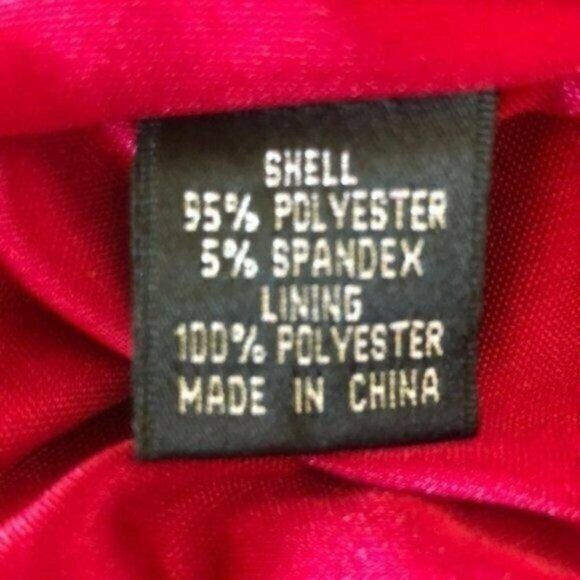 SHELL
95% POLYESTER
5% SPANDEX
LINING
100% POLYESTER
MADE IN CHINA